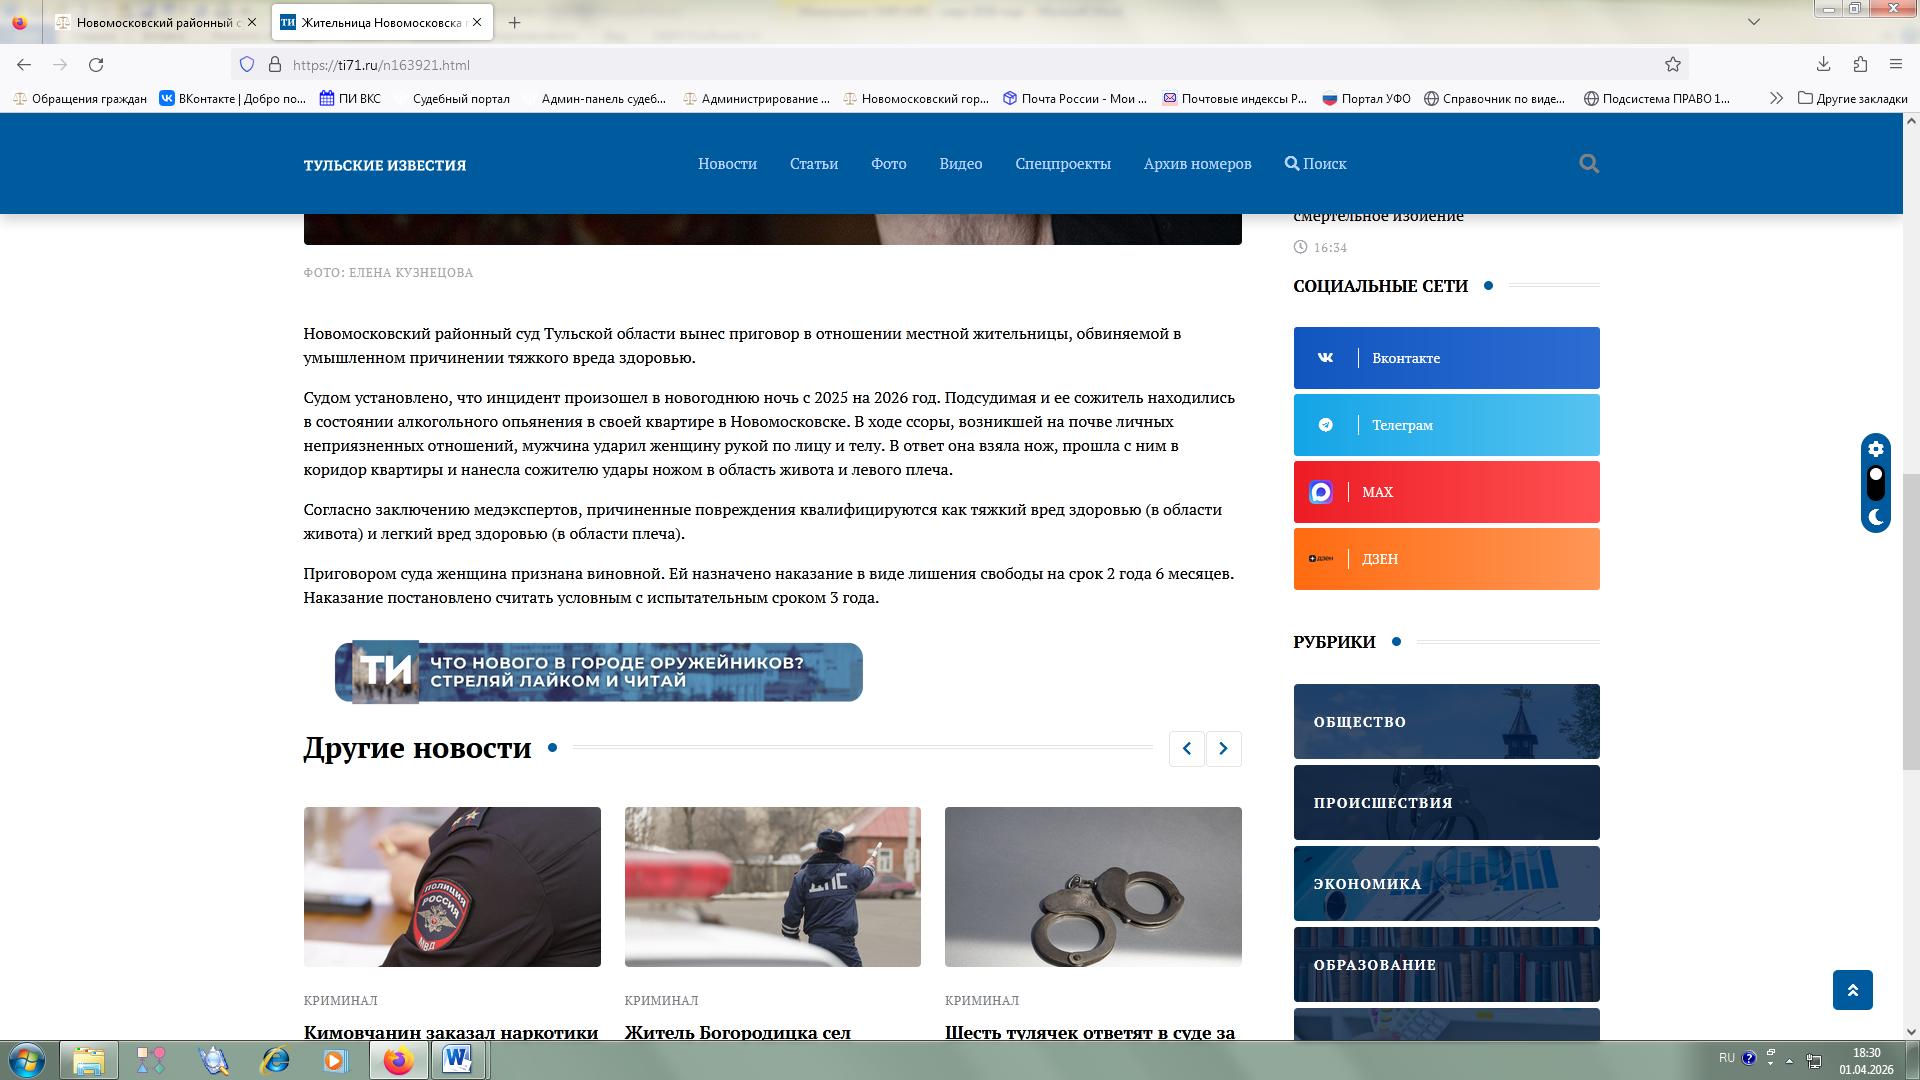 Новомосковский районный с
Жительница Новомосковска
https://ti71.ru/n163921.html
Обращения граждан
ВКонтакте | Добро по...
ПИ ВКС
Судебный портал
Админ-панель судеб...
Администрирование ...
Новомосковский гор...
Почта России - Мои ...
Почтовые индексы Р...
Портал УФО
Справочник по виде...
Подсистема ПРАВО 1...
Другие закладки
ТУЛЬСКИЕ ИЗВЕСТИЯ
Новости
Статьи
Фото
Видео
Спецпроекты
Архив номеров
Поиск
ФОТО: ЕЛЕНА КУЗНЕЦОВА
Новомосковский районный суд Тульской области вынес приговор в отношении местной жительницы, обвиняемой в
умышленном причинении тяжкого вреда здоровью.
Судом установлено, что инцидент произошел в новогоднюю ночь с 2025 на 2026 год. Подсудимая и ее сожитель находились
в состоянии алкогольного опьянения в своей квартире в Новомосковске. В ходе ссоры, возникшей на почве личных
неприязненных отношений, мужчина ударил женщину рукой по лицу и телу. В ответ она взяла нож, прошла с ним в
коридор квартиры и нанесла сожителю удары ножом в область живота и левого плеча.
Согласно заключению медэкспертов, причиненные повреждения квалифицируются как тяжкий вред здоровью (в области
живота) и легкий вред здоровью (в области плеча).
Приговором суда женщина признана виновной. Ей назначено наказание в виде лишения свободы на срок 2 года 6 месяцев.
Наказание постановлено считать условным с испытательным сроком 3 года.
ТИ
ЧТО НОВОГО В ГОРОДЕ ОРУЖЕЙНИКОВ?
СТРЕЛЯЙ ЛАЙКОМ И ЧИТАЙ
Другие новости
ПОЛИЦИЯ
РОССИЯ
МВД
ДПС
КРИМИНАЛ
Кимовчанин заказал наркотики
КРИМИНАЛ
Житель Богородицка сел
КРИМИНАЛ
Шесть тулячек ответят в суде за
смертельное избиение
16:34
СОЦИАЛЬНЫЕ СЕТИ
Вконтакте
Телеграм
MAX
дзен
ДЗЕН
РУБРИКИ
ОБЩЕСТВО
ПРОИСШЕСТВИЯ
ЭКОНОМИКА
ОБРАЗОВАНИЕ
RU
18:30
01.04.2026